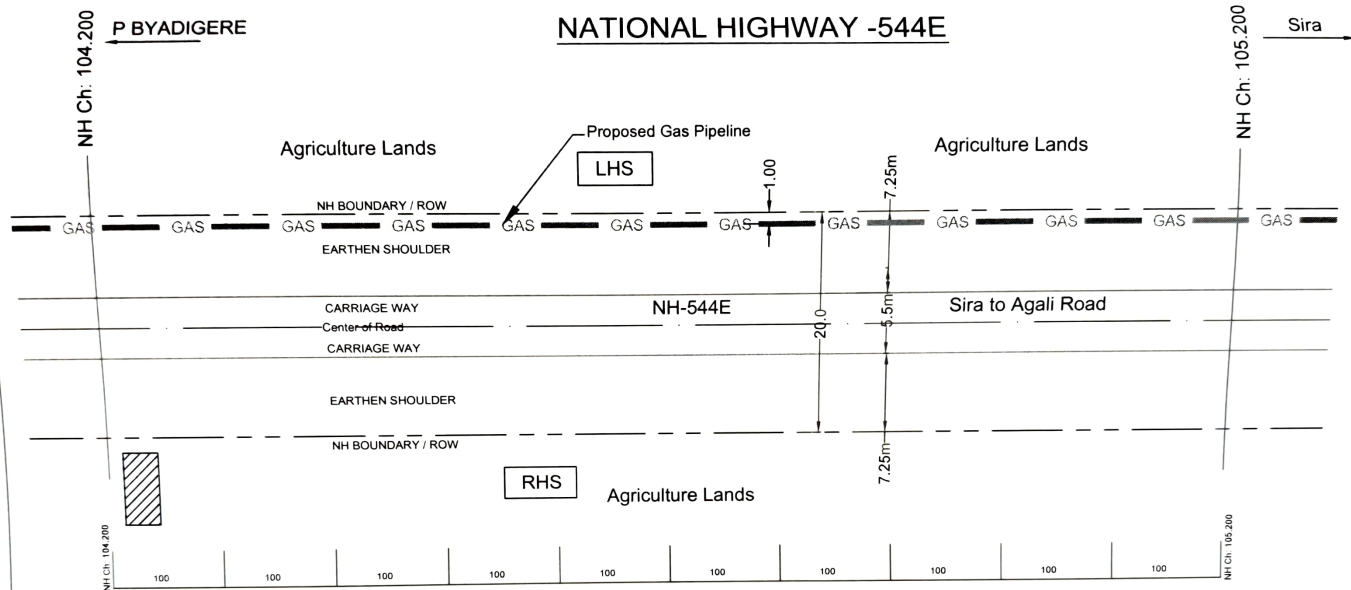 NATIONAL HIGHWAY -544E
P BYADIGERE
Sira
NH Ch: 104.200
NH Ch: 105.200
Agriculture Lands
Proposed Gas Pipeline
LHS
Agriculture Lands
1.00
7.25m
NH BOUNDARY / ROW
GAS GAS GAS GAS GAS GAS GAS GAS GAS GAS GAS GAS
EARTHEN SHOULDER
CARRIAGE WAY
NH-544E
Sira to Agali Road
Center of Road
20.0
5.5m
CARRIAGE WAY
EARTHEN SHOULDER
NH BOUNDARY / ROW
7.25m
RHS
Agriculture Lands
NH Ch: 104.200
NH Ch: 105.200
100 100 100 100 100 100 100 100 100 100